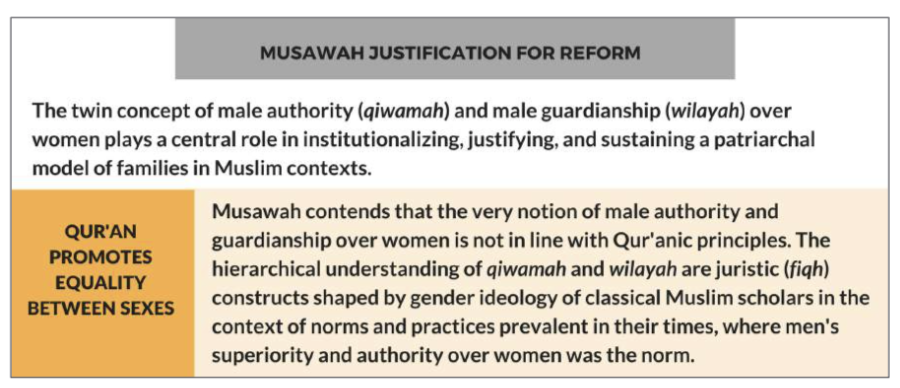 MUSAWAH JUSTIFICATION FOR REFORM
The twin concept of male authority (qiwamah) and male guardianship (wilayah) over
women plays a central role in institutionalizing, justifying, and sustaining a patriarchal
model of families in Muslim contexts.
QUR'AN
PROMOTES
EQUALITY
BETWEEN SEXES
Musawah contends that the very notion of male authority and
guardianship over women is not in line with Qur'anic principles. The
hierarchical understanding of qiwamah and wilayah are juristic (fiqh)
constructs shaped by gender ideology of classical Muslim scholars in the
context of norms and practices prevalent in their times, where men's
superiority and authority over women was the norm.